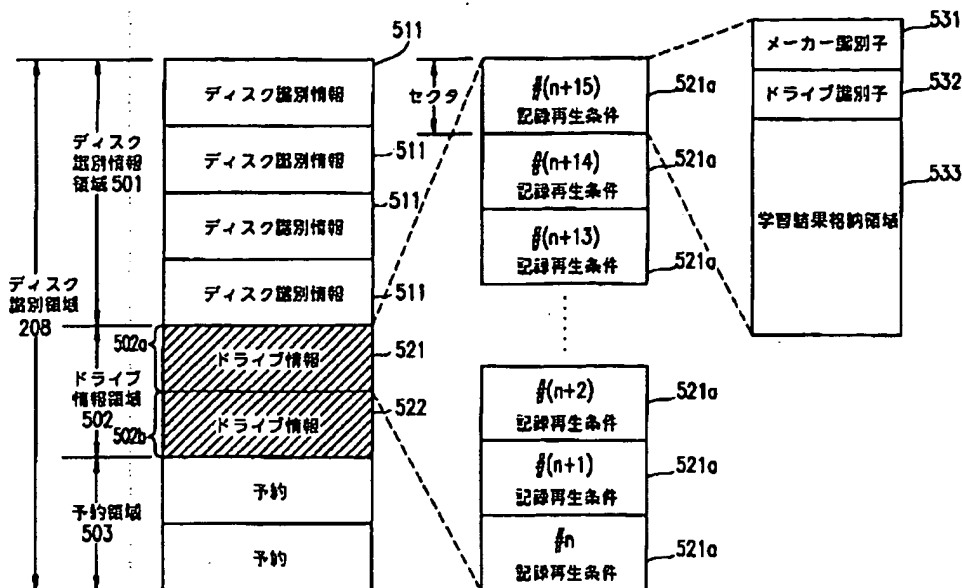 511
ディスク識別情報
ディスク識別情報
511
ディスク識別情報
511
ディスク識別情報
511
ドライブ情報
521
ドライブ情報
522
予約
予約
ディスク
識別情報
領域 501
ディスク
識別領域
208
ドライブ
情報領域
502
502a
502b
予約領域
503
セクタ
#(n+15)
記録再生条件
521a
#(n+14)
記録再生条件
521a
#(n+13)
記録再生条件
521a
#(n+2)
記録再生条件
521a
#(n+1)
記録再生条件
521a
#n
記録再生条件
521a
メーカー識別子
531
ドライブ識別子
532
学習結果格納領域
533